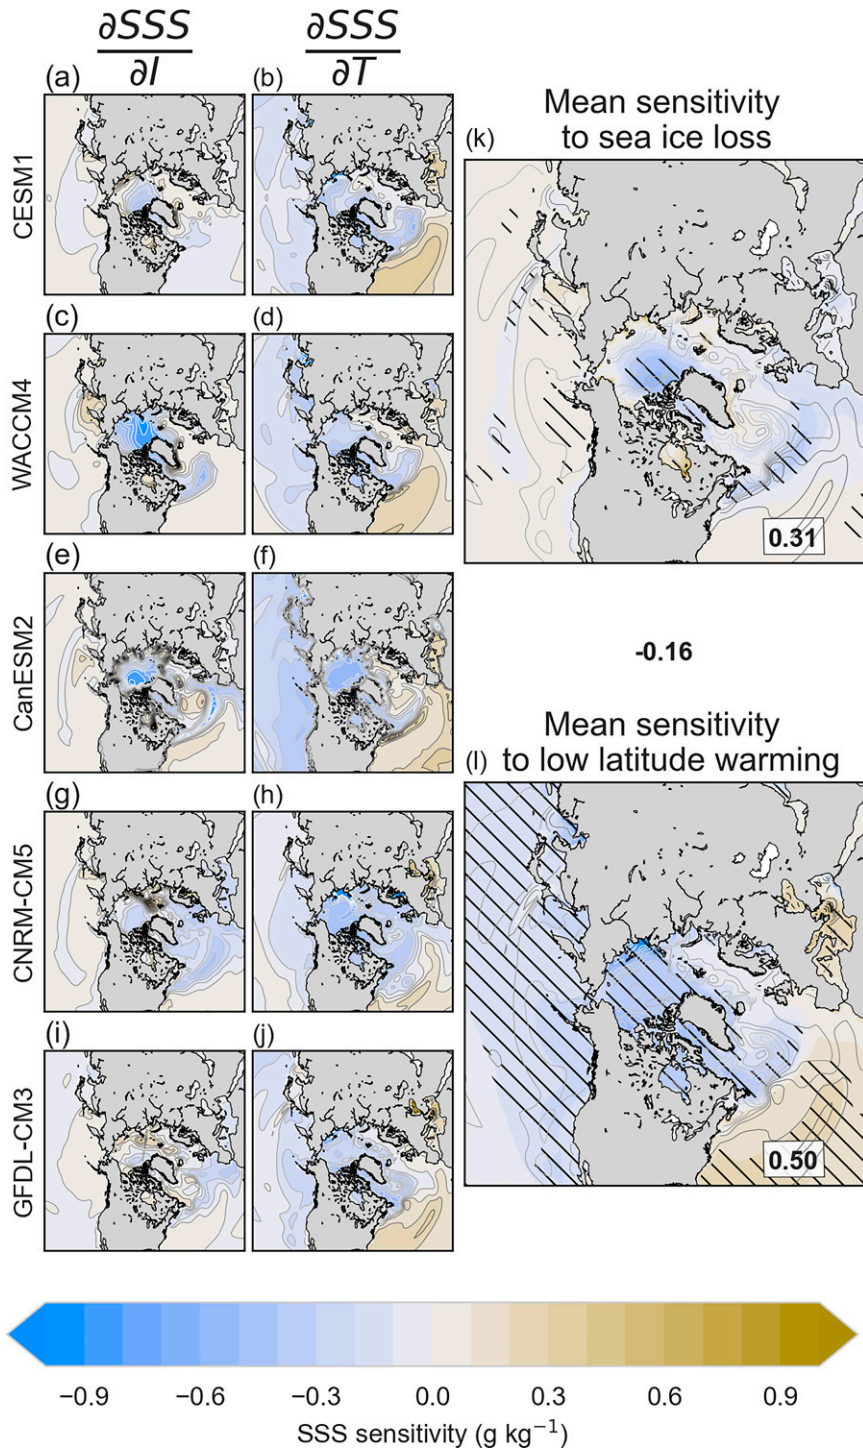 ∂SSS
∂I
∂SSS
∂T
(a)
(b)
CESM1
(c)
(d)
WACCM4
(e)
(f)
CanESM2
(g)
(h)
CNRM-CM5
(i)
(j)
GFDL-CM3
Mean sensitivity
(k) to sea ice loss
0.31
-0.16
Mean sensitivity
(l) to low latitude warming
0.50
−0.9 −0.6 −0.3 0.0 0.3 0.6 0.9
SSS sensitivity (g kg⁻¹)